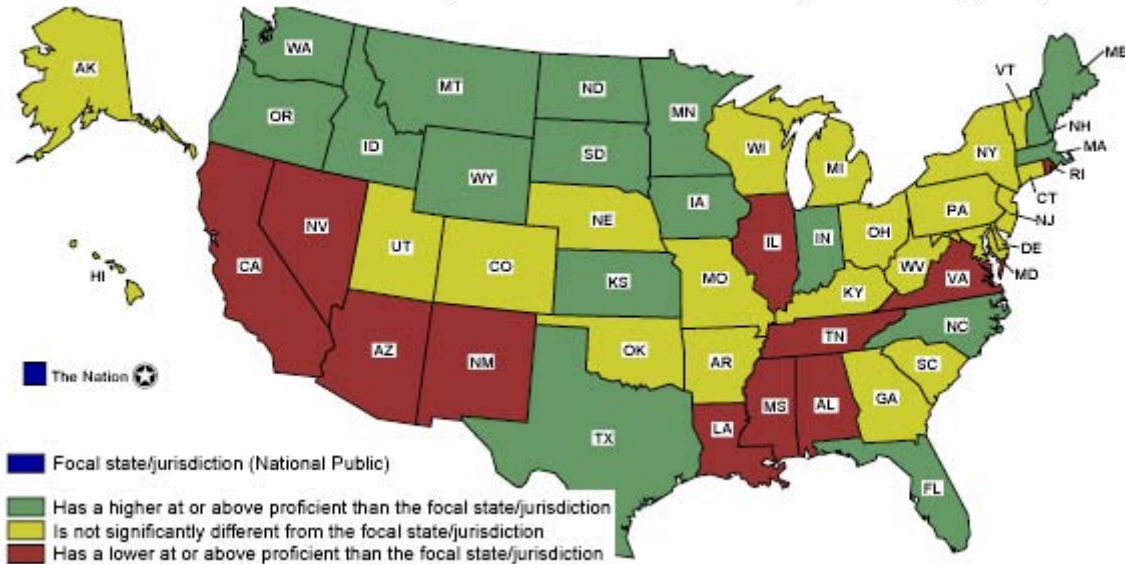 AK
WA
MT
ND
MN
OR
ID
SD
WY
WI
MI
VT
ME
NH
NY
MA
RI
CT
NV
UT
CO
NE
IA
IL
IN
OH
PA
NJ
DE
MD
CA
KS
MO
WV
VA
KY
HI
AZ
NM
OK
AR
TN
NC
SC
The Nation
TX
LA
MS
AL
GA
FL
Focal state/jurisdiction (National Public)
Has a higher at or above proficient than the focal state/jurisdiction
Is not significantly different from the focal state/jurisdiction
Has a lower at or above proficient than the focal state/jurisdiction